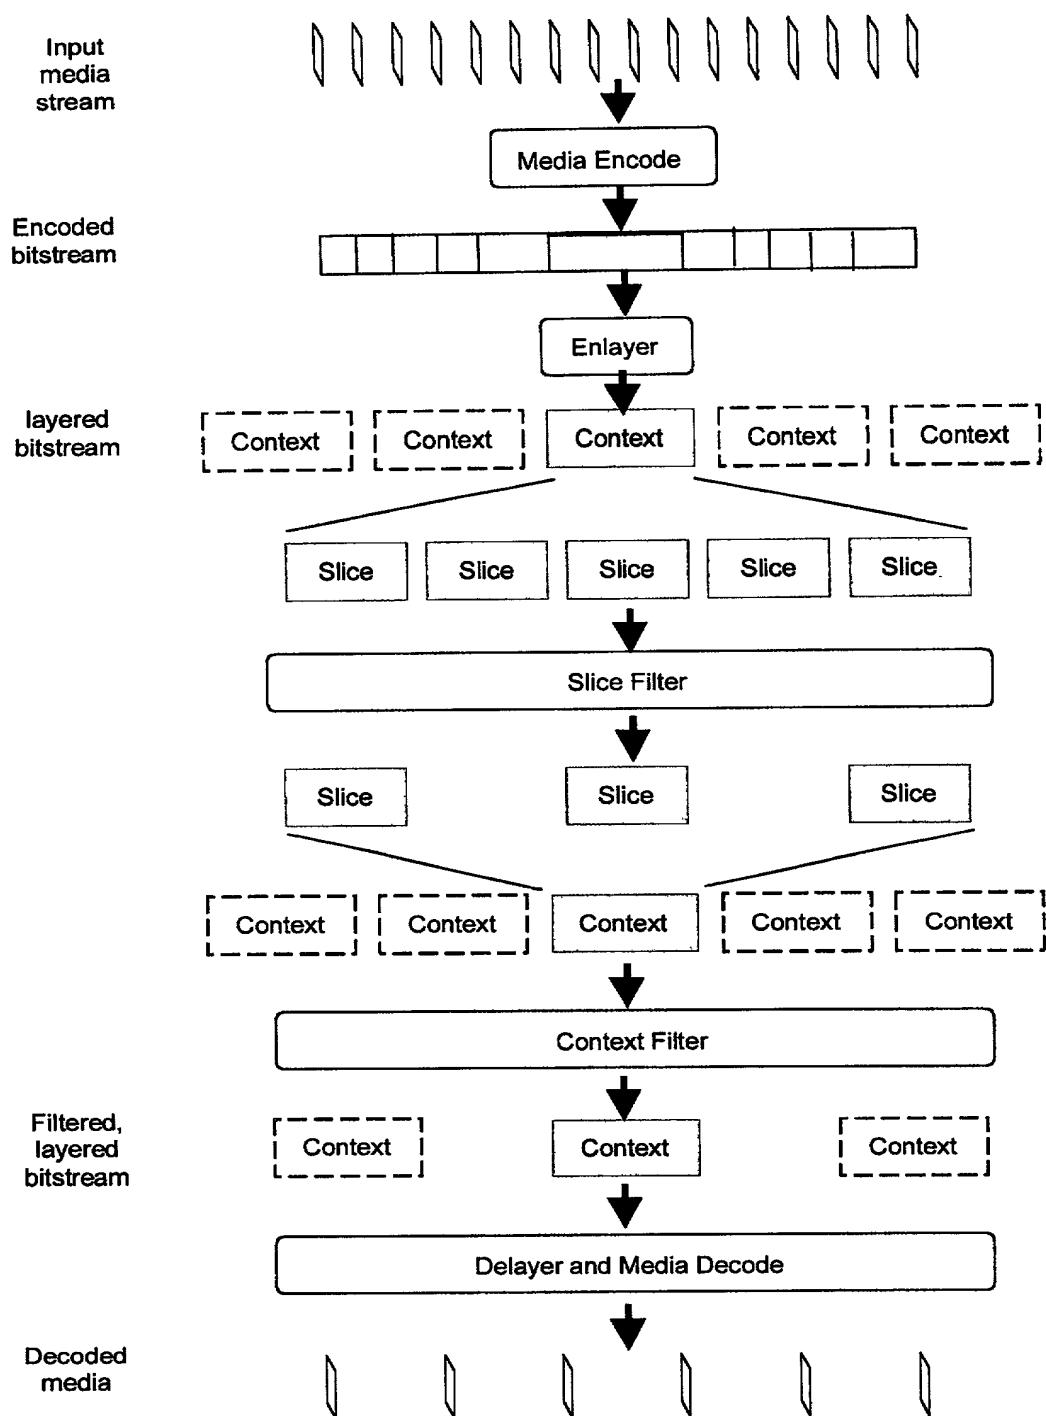 Input
media
stream
Media Encode
Encoded
bitstream
Enlayer
layered
bitstream
Context Context Context Context Context
Slice Slice Slice Slice Slice
Slice Filter
Slice Slice Slice
Context Context Context Context Context
Context Filter
Filtered,
layered
bitstream
Context Context Context
Delayer and Media Decode
Decoded
media